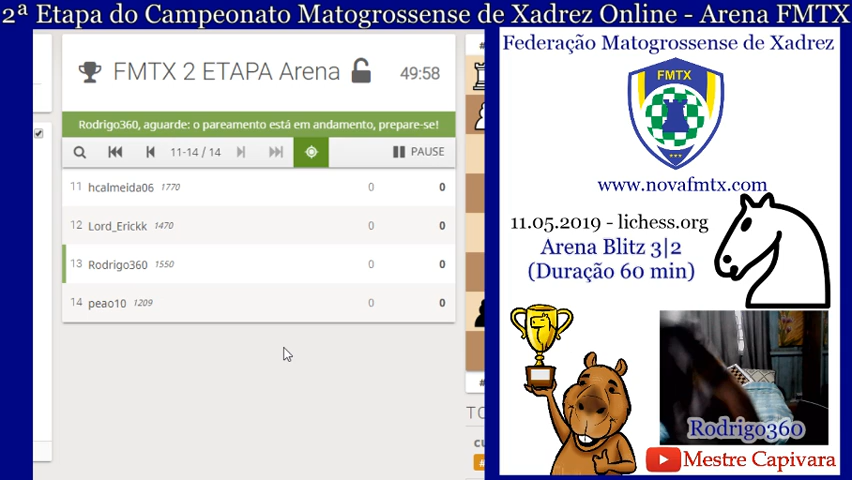 2ª Etapa do Campeonato Matogrossense de Xadrez Online - Arena FMTX
FMTX 2 ETAPA Arena
49:58
Rodrigo360, aguarde: o pareamento está em andamento, prepare-se!
11-14 / 14
PAUSE
11 hcalmeida06 1770 0 0
12 Lord_Erickk 1470 0 0
13 Rodrigo360 1550 0 0
14 peao10 1209 0 0
Federação Matogrossense de Xadrez
FMTX
www.novafmtx.com
11.05.2019 - lichess.org
Arena Blitz 3|2
(Duração 60 min)
Rodrigo360
Mestre Capivara